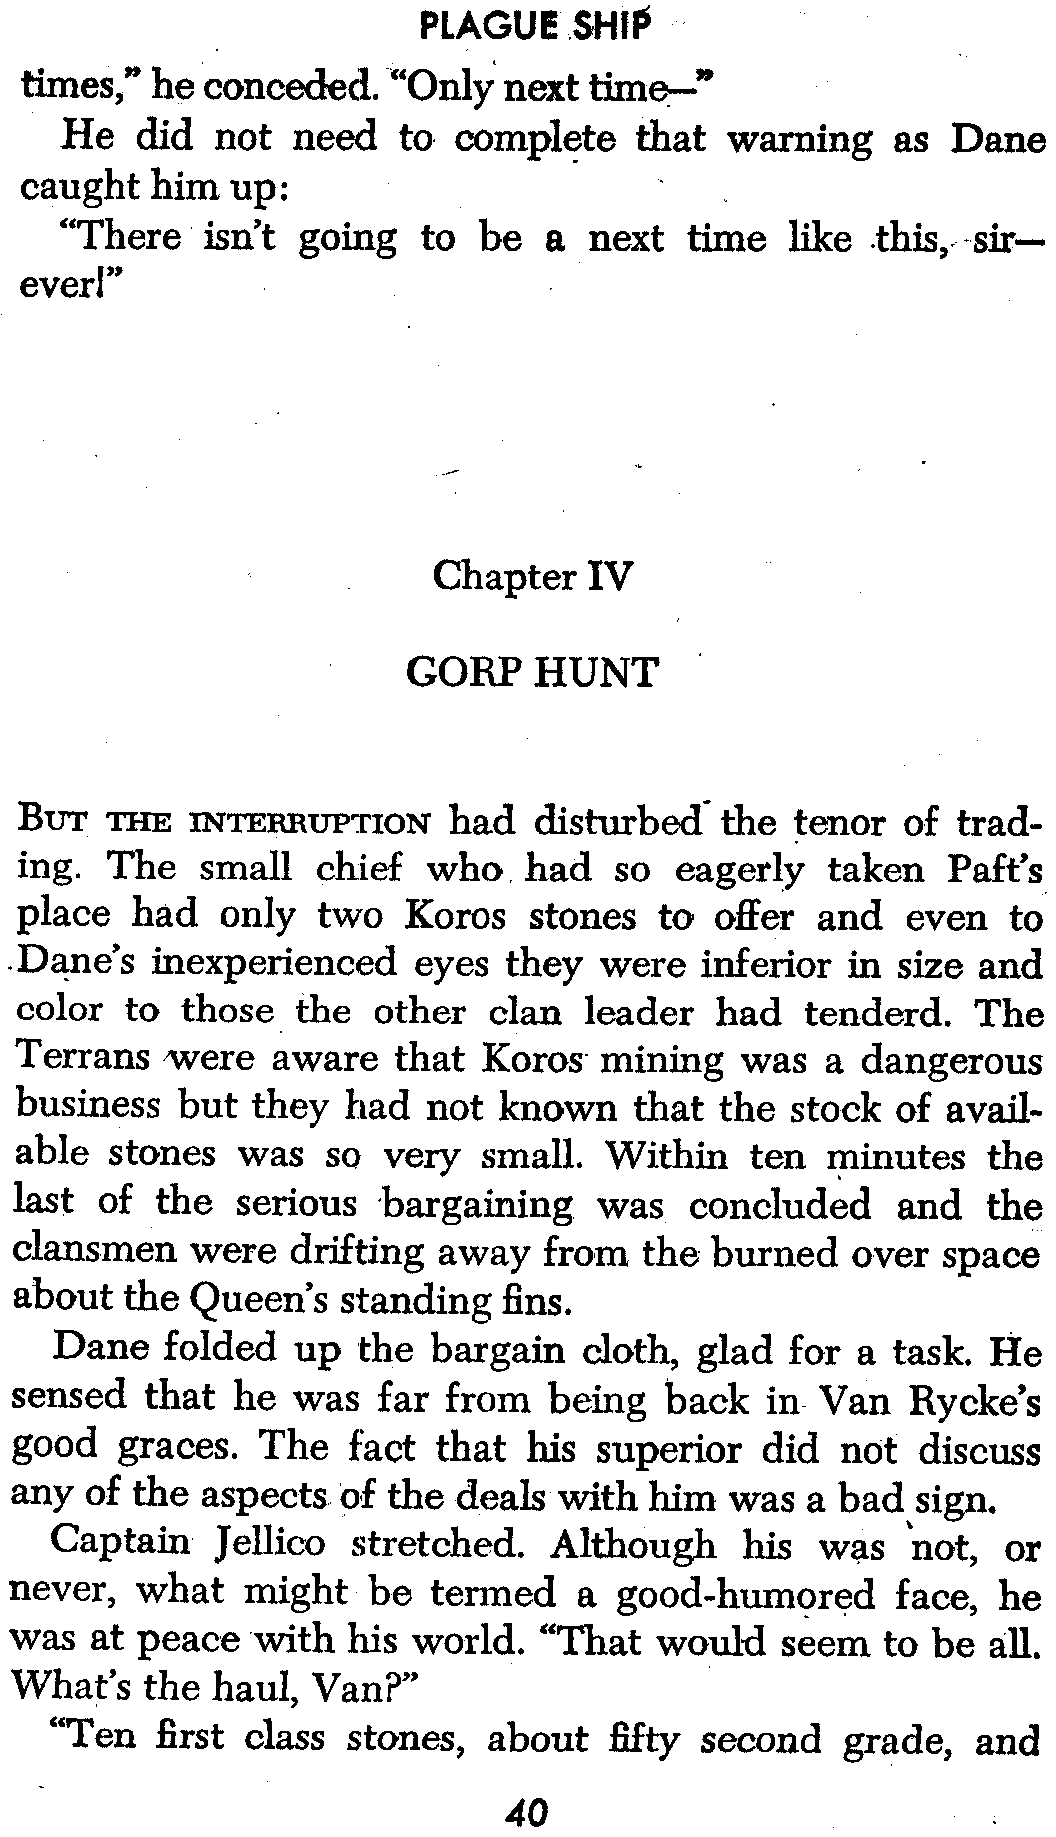 PLAGUE SHIP
times,” he conceded. “Only next time—”
He did not need to complete that warning as Dane
caught him up:
“There isn’t going to be a next time like this, sir—
ever!”
Chapter IV
GORP HUNT
BUT THE INTERRUPTION had disturbed the tenor of trad-
ing. The small chief who had so eagerly taken Paft’s
place had only two Koros stones to offer and even to
Dane’s inexperienced eyes they were inferior in size and
color to those the other clan leader had tenderd. The
Terrans were aware that Koros mining was a dangerous
business but they had not known that the stock of avail-
able stones was so very small. Within ten minutes the
last of the serious bargaining was concluded and the
clansmen were drifting away from the burned over space
about the Queen’s standing fins.
Dane folded up the bargain cloth, glad for a task. He
sensed that he was far from being back in Van Rycke’s
good graces. The fact that his superior did not discuss
any of the aspects of the deals with him was a bad sign.
Captain Jellico stretched. Although his was not, or
never, what might be termed a good-humored face, he
was at peace with his world. “That would seem to be all.
What’s the haul, Van?”
“Ten first class stones, about fifty second grade, and
40